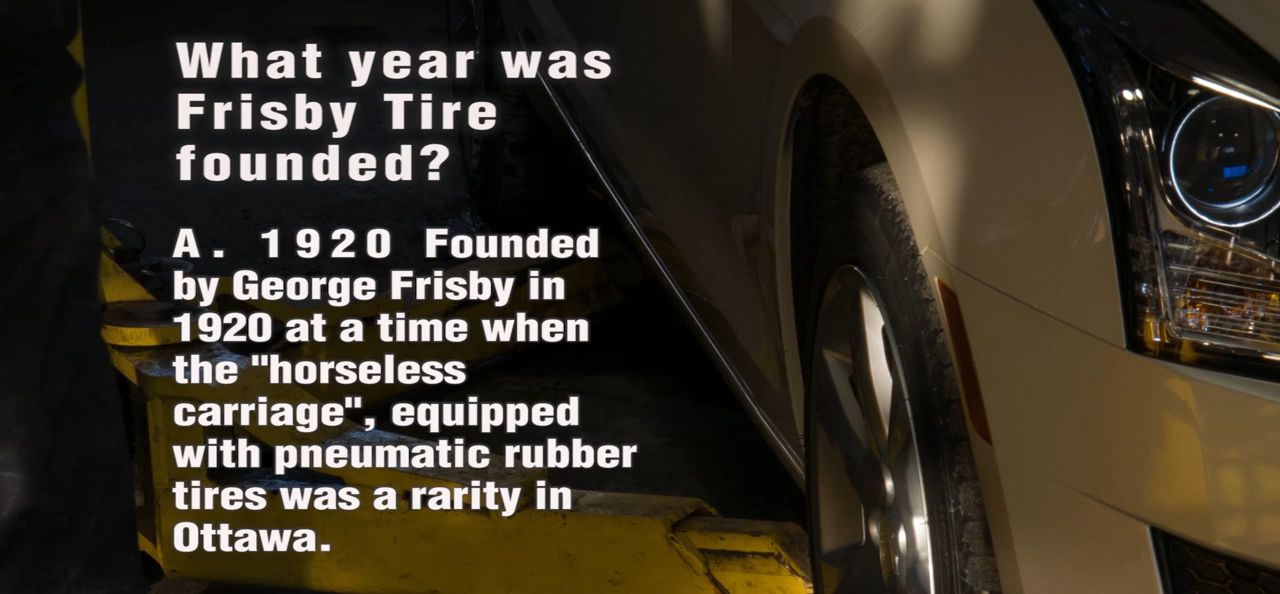 What year was
Frisby Tire
founded?
A. 1920 Founded
by George Frisby in
1920 at a time when
the "horseless
carriage", equipped
with pneumatic rubber
tires was a rarity in
Ottawa.